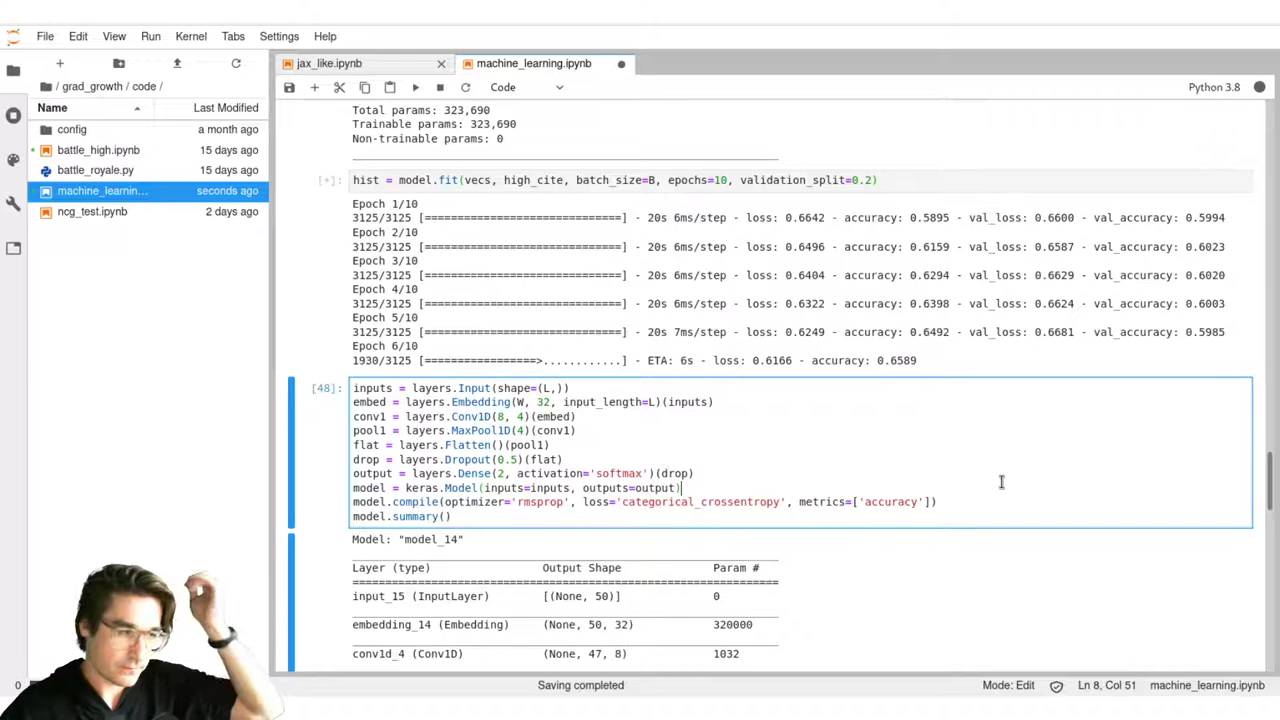 File Edit View Run Kernel Tabs Settings Help
jax_like.ipynb
machine_learning.ipynb
/ grad_growth / code /
Code
Python 3.8
Name Last Modified
config a month ago
battle_high.ipynb 15 days ago
battle_royale.py 15 days ago
machine_learnin... seconds ago
ncg_test.ipynb 2 days ago
Total params: 323,690
Trainable params: 323,690
Non-trainable params: 0
[*]: hist = model.fit(vecs, high_cite, batch_size=B, epochs=10, validation_split=0.2)
Epoch 1/10
3125/3125 [==============================] - 20s 6ms/step - loss: 0.6642 - accuracy: 0.5895 - val_loss: 0.6600 - val_accuracy: 0.5994
Epoch 2/10
3125/3125 [==============================] - 20s 6ms/step - loss: 0.6496 - accuracy: 0.6159 - val_loss: 0.6587 - val_accuracy: 0.6023
Epoch 3/10
3125/3125 [==============================] - 20s 6ms/step - loss: 0.6404 - accuracy: 0.6294 - val_loss: 0.6629 - val_accuracy: 0.6020
Epoch 4/10
3125/3125 [==============================] - 20s 6ms/step - loss: 0.6322 - accuracy: 0.6398 - val_loss: 0.6624 - val_accuracy: 0.6003
Epoch 5/10
3125/3125 [==============================] - 20s 7ms/step - loss: 0.6249 - accuracy: 0.6492 - val_loss: 0.6681 - val_accuracy: 0.5985
Epoch 6/10
1930/3125 [=================>............] - ETA: 6s - loss: 0.6166 - accuracy: 0.6589
[48]: inputs = layers.Input(shape=(L,))
embed = layers.Embedding(W, 32, input_length=L)(inputs)
conv1 = layers.Conv1D(8, 4)(embed)
pool1 = layers.MaxPool1D(4)(conv1)
flat = layers.Flatten()(pool1)
drop = layers.Dropout(0.5)(flat)
output = layers.Dense(2, activation='softmax')(drop)
model = keras.Model(inputs=inputs, outputs=output)
model.compile(optimizer='rmsprop', loss='categorical_crossentropy', metrics=['accuracy'])
model.summary()
Model: "model_14"
Layer (type) Output Shape Param #
=================================================================
input_15 (InputLayer) [(None, 50)] 0
embedding_14 (Embedding) (None, 50, 32) 320000
conv1d_4 (Conv1D) (None, 47, 8) 1032
0
Saving completed
Mode: Edit
Ln 8, Col 51
machine_learning.ipynb